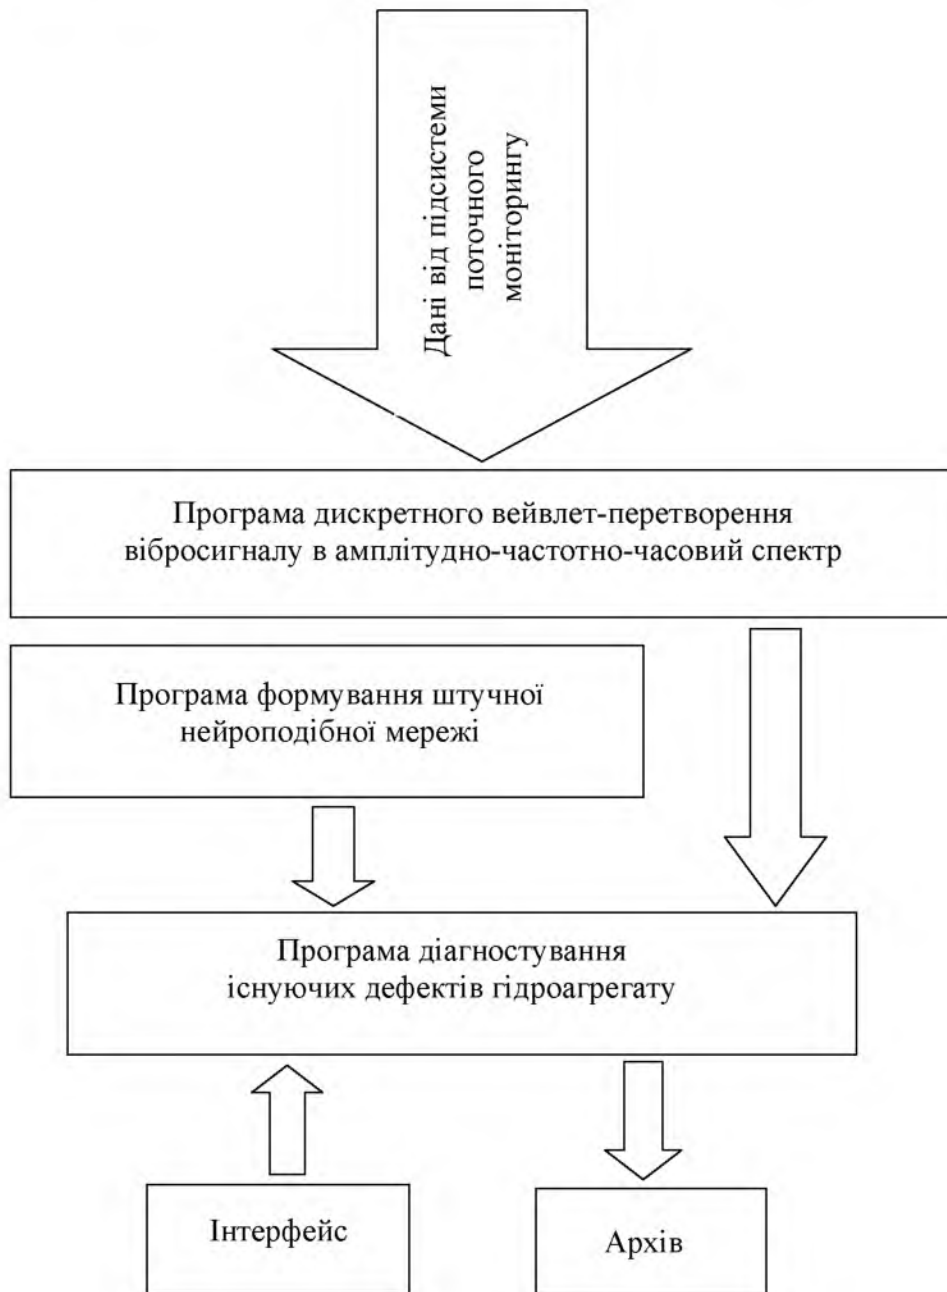 Дані від підсистеми
поточного
моніторингу
Програма дискретного вейвлет-перетворення
вібросигналу в амплітудно-частотно-часовий спектр
Програма формування штучної
нейроподібної мережі
Програма діагностування
існуючих дефектів гідроагрегату
Інтерфейс
Архів